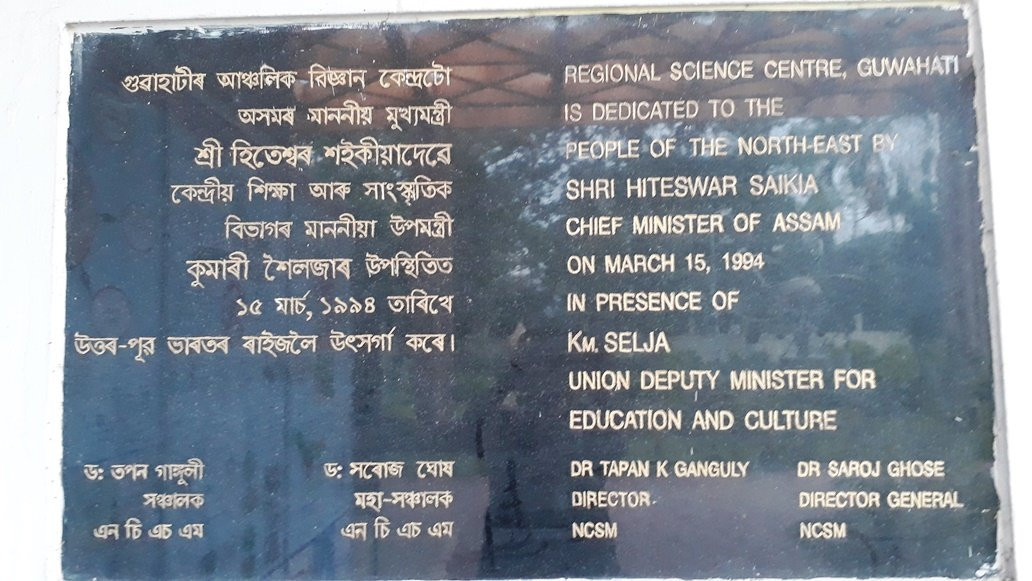 গুৱাহাটীৰ আঞ্চলিক বিজ্ঞান কেন্দ্ৰটো
অসমৰ মাননীয় মুখ্যমন্ত্ৰী
শ্ৰী হিতেশ্বৰ শইকীয়াদেৱে
কেন্দ্ৰীয় শিক্ষা আৰু সাংস্কৃতিক
বিভাগৰ মাননীয়া উপমন্ত্ৰী
কুমাৰী শৈলজাৰ উপস্থিতিত
১৫ মাৰ্চ, ১৯৯৪ তাৰিখে
উত্তৰ-পূব ভাৰতৰ ৰাইজলৈ উৎসৰ্গা কৰে।
ড: তপন গাঙ্গুলী
সঞ্চালক
এন চি এচ এম
ড: সৰোজ ঘোষ
মহা-সঞ্চালক
এন চি এচ এম
REGIONAL SCIENCE CENTRE, GUWAHATI
IS DEDICATED TO THE
PEOPLE OF THE NORTH-EAST BY
SHRI HITESWAR SAIKIA
CHIEF MINISTER OF ASSAM
ON MARCH 15, 1994
IN PRESENCE OF
KM. SELJA
UNION DEPUTY MINISTER FOR
EDUCATION AND CULTURE
DR TAPAN K GANGULY
DIRECTOR
NCSM
DR SAROJ GHOSE
DIRECTOR GENERAL
NCSM